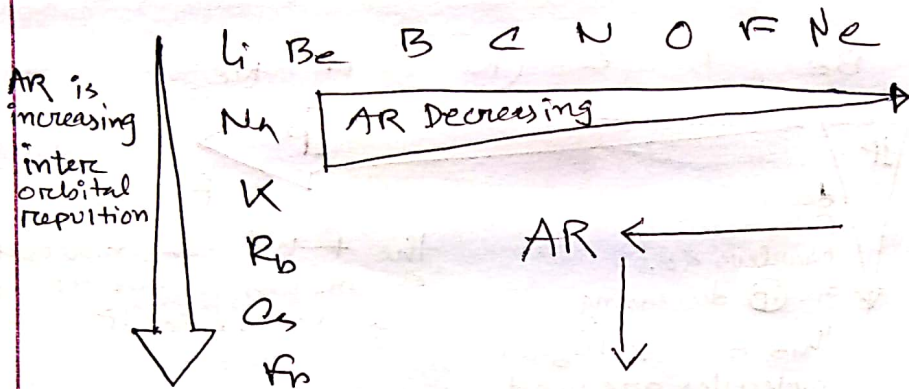 Li Be B C N O F Ne
AR is
increasing
inter
orbital
repultion
Na
AR Decreasing
K
Rb
AR
Cs
Fr